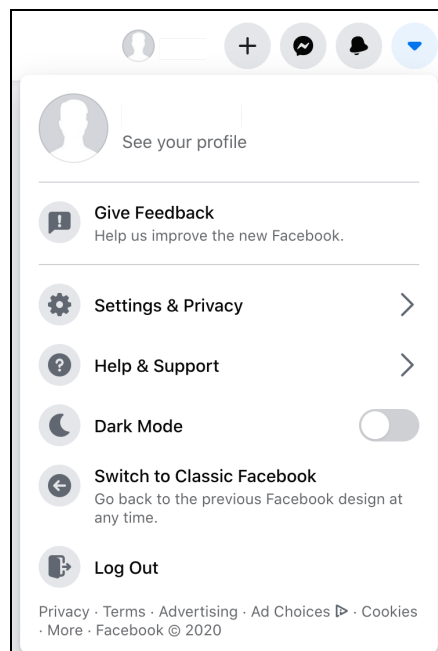 See your profile
Give Feedback
Help us improve the new Facebook.
Settings & Privacy
Help & Support
Dark Mode
Switch to Classic Facebook
Go back to the previous Facebook design at
any time.
Log Out
Privacy · Terms · Advertising · Ad Choices · Cookies
· More · Facebook © 2020